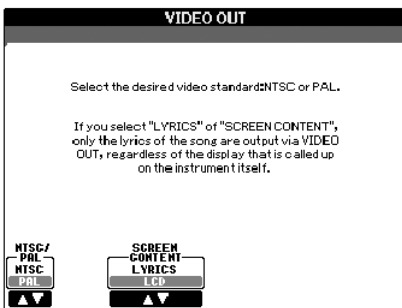 VIDEO OUT
Select the desired video standard:NTSC or PAL.
If you select "LYRICS" of "SCREEN CONTENT",
only the lyrics of the song are output via VIDEO
OUT, regardless of the display that is called up
on the instrument itself.
NTSC/
PAL
NTSC
PAL
SCREEN
CONTENT
LYRICS
LCD